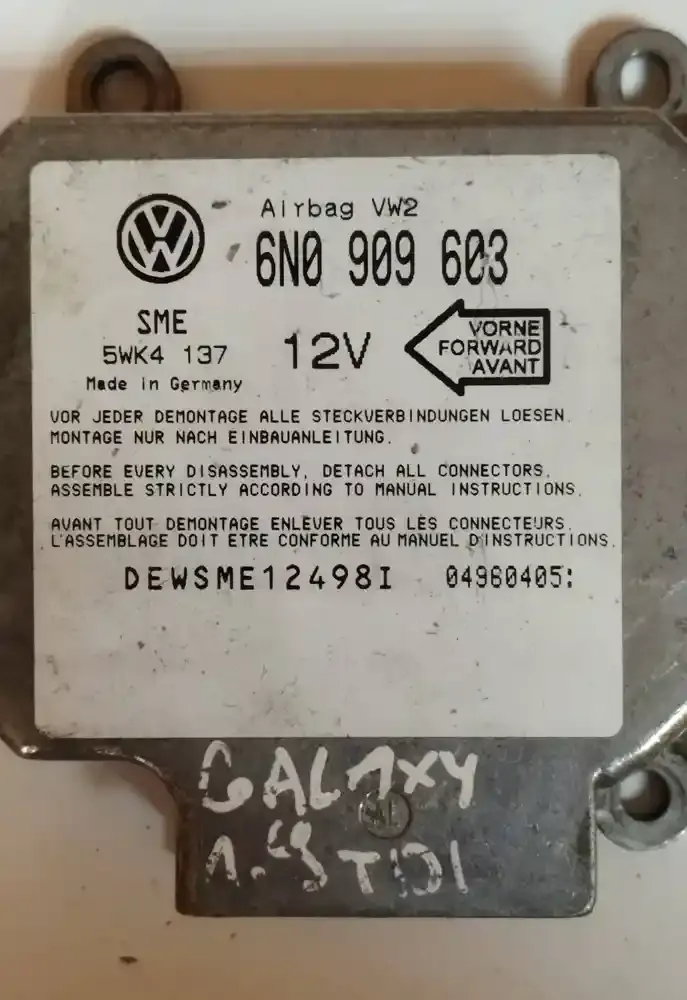 Airbag VW2
6N0 909 603
SME
5WK4 137
Made in Germany
12V
VORNE
FORWARD
AVANT
VOR JEDER DEMONTAGE ALLE STECKVERBINDUNGEN LOESEN.
MONTAGE NUR NACH EINBAUANLEITUNG.
BEFORE EVERY DISASSEMBLY, DETACH ALL CONNECTORS.
ASSEMBLE STRICTLY ACCORDING TO MANUAL INSTRUCTIONS.
AVANT TOUT DEMONTAGE ENLEVER TOUS LES CONNECTEURS.
L'ASSEMBLAGE DOIT ETRE CONFORME AU MANUEL D'INSTRUCTIONS.
DEWSME12498I 04960405:
GALAXY
1.9 TDI